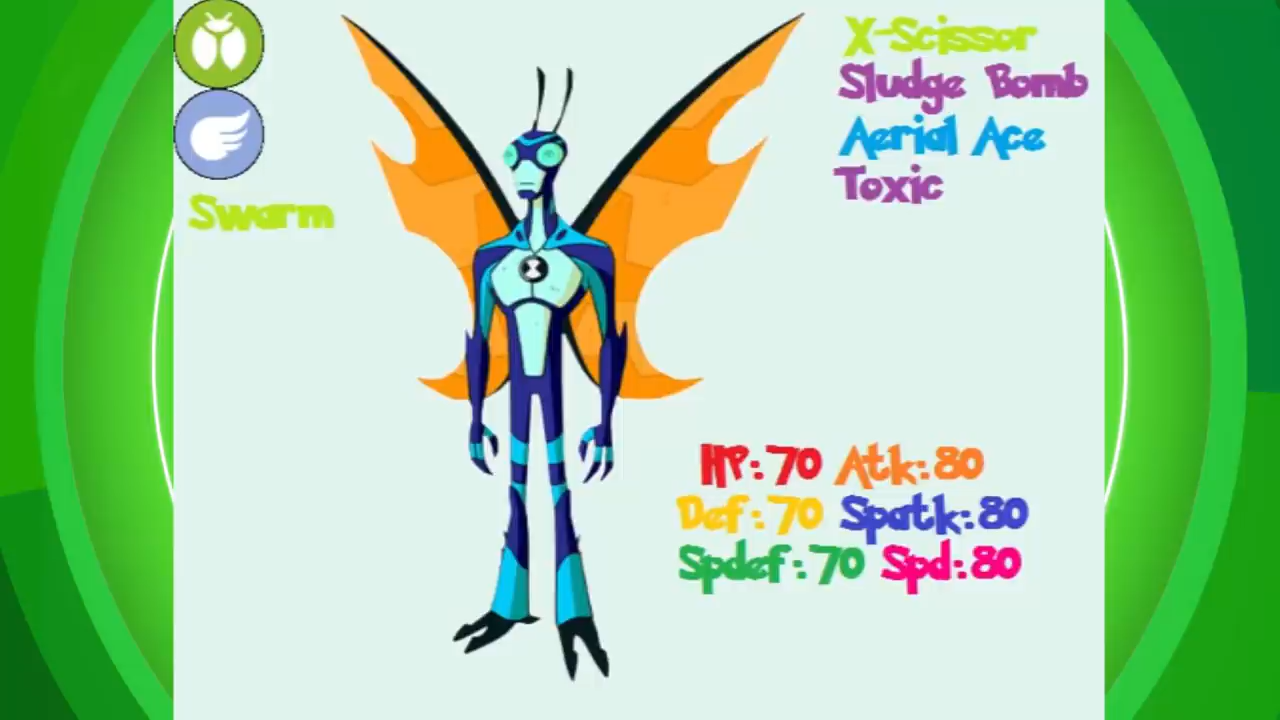 X-Scissor
Sludge Bomb
Aerial Ace
Toxic
Swarm
HP:70 Atk:80
Def:70 Spatk:80
Spdef:70 Spd:80